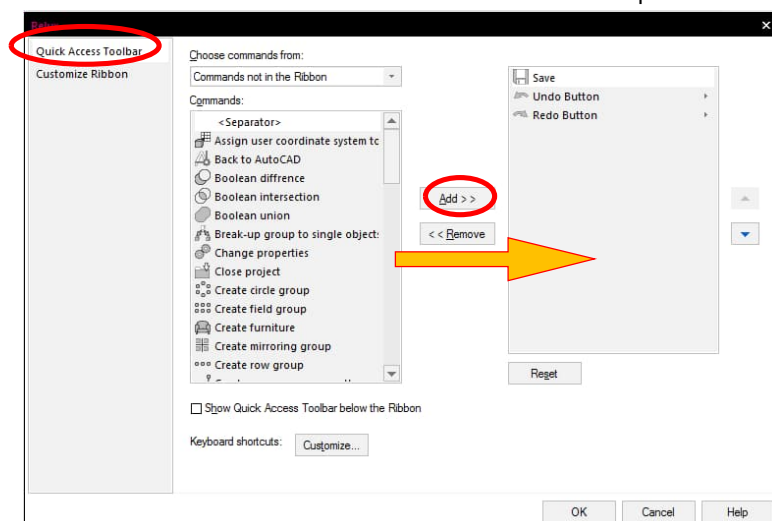 Quick Access Toolbar
Customize Ribbon
Choose commands from:
Commands not in the Ribbon
Commands:
<Separator>
Assign user coordinate system tc
Back to AutoCAD
Boolean diffrence
Boolean intersection
Boolean union
Break-up group to single object:
Change properties
Close project
Create circle group
Create field group
Create furniture
Create mirroring group
Create row group
Add >>
<< Remove
Save
Undo Button
Redo Button
Reset
Show Quick Access Toolbar below the Ribbon
Keyboard shortcuts:
Customize...
OK
Cancel
Help